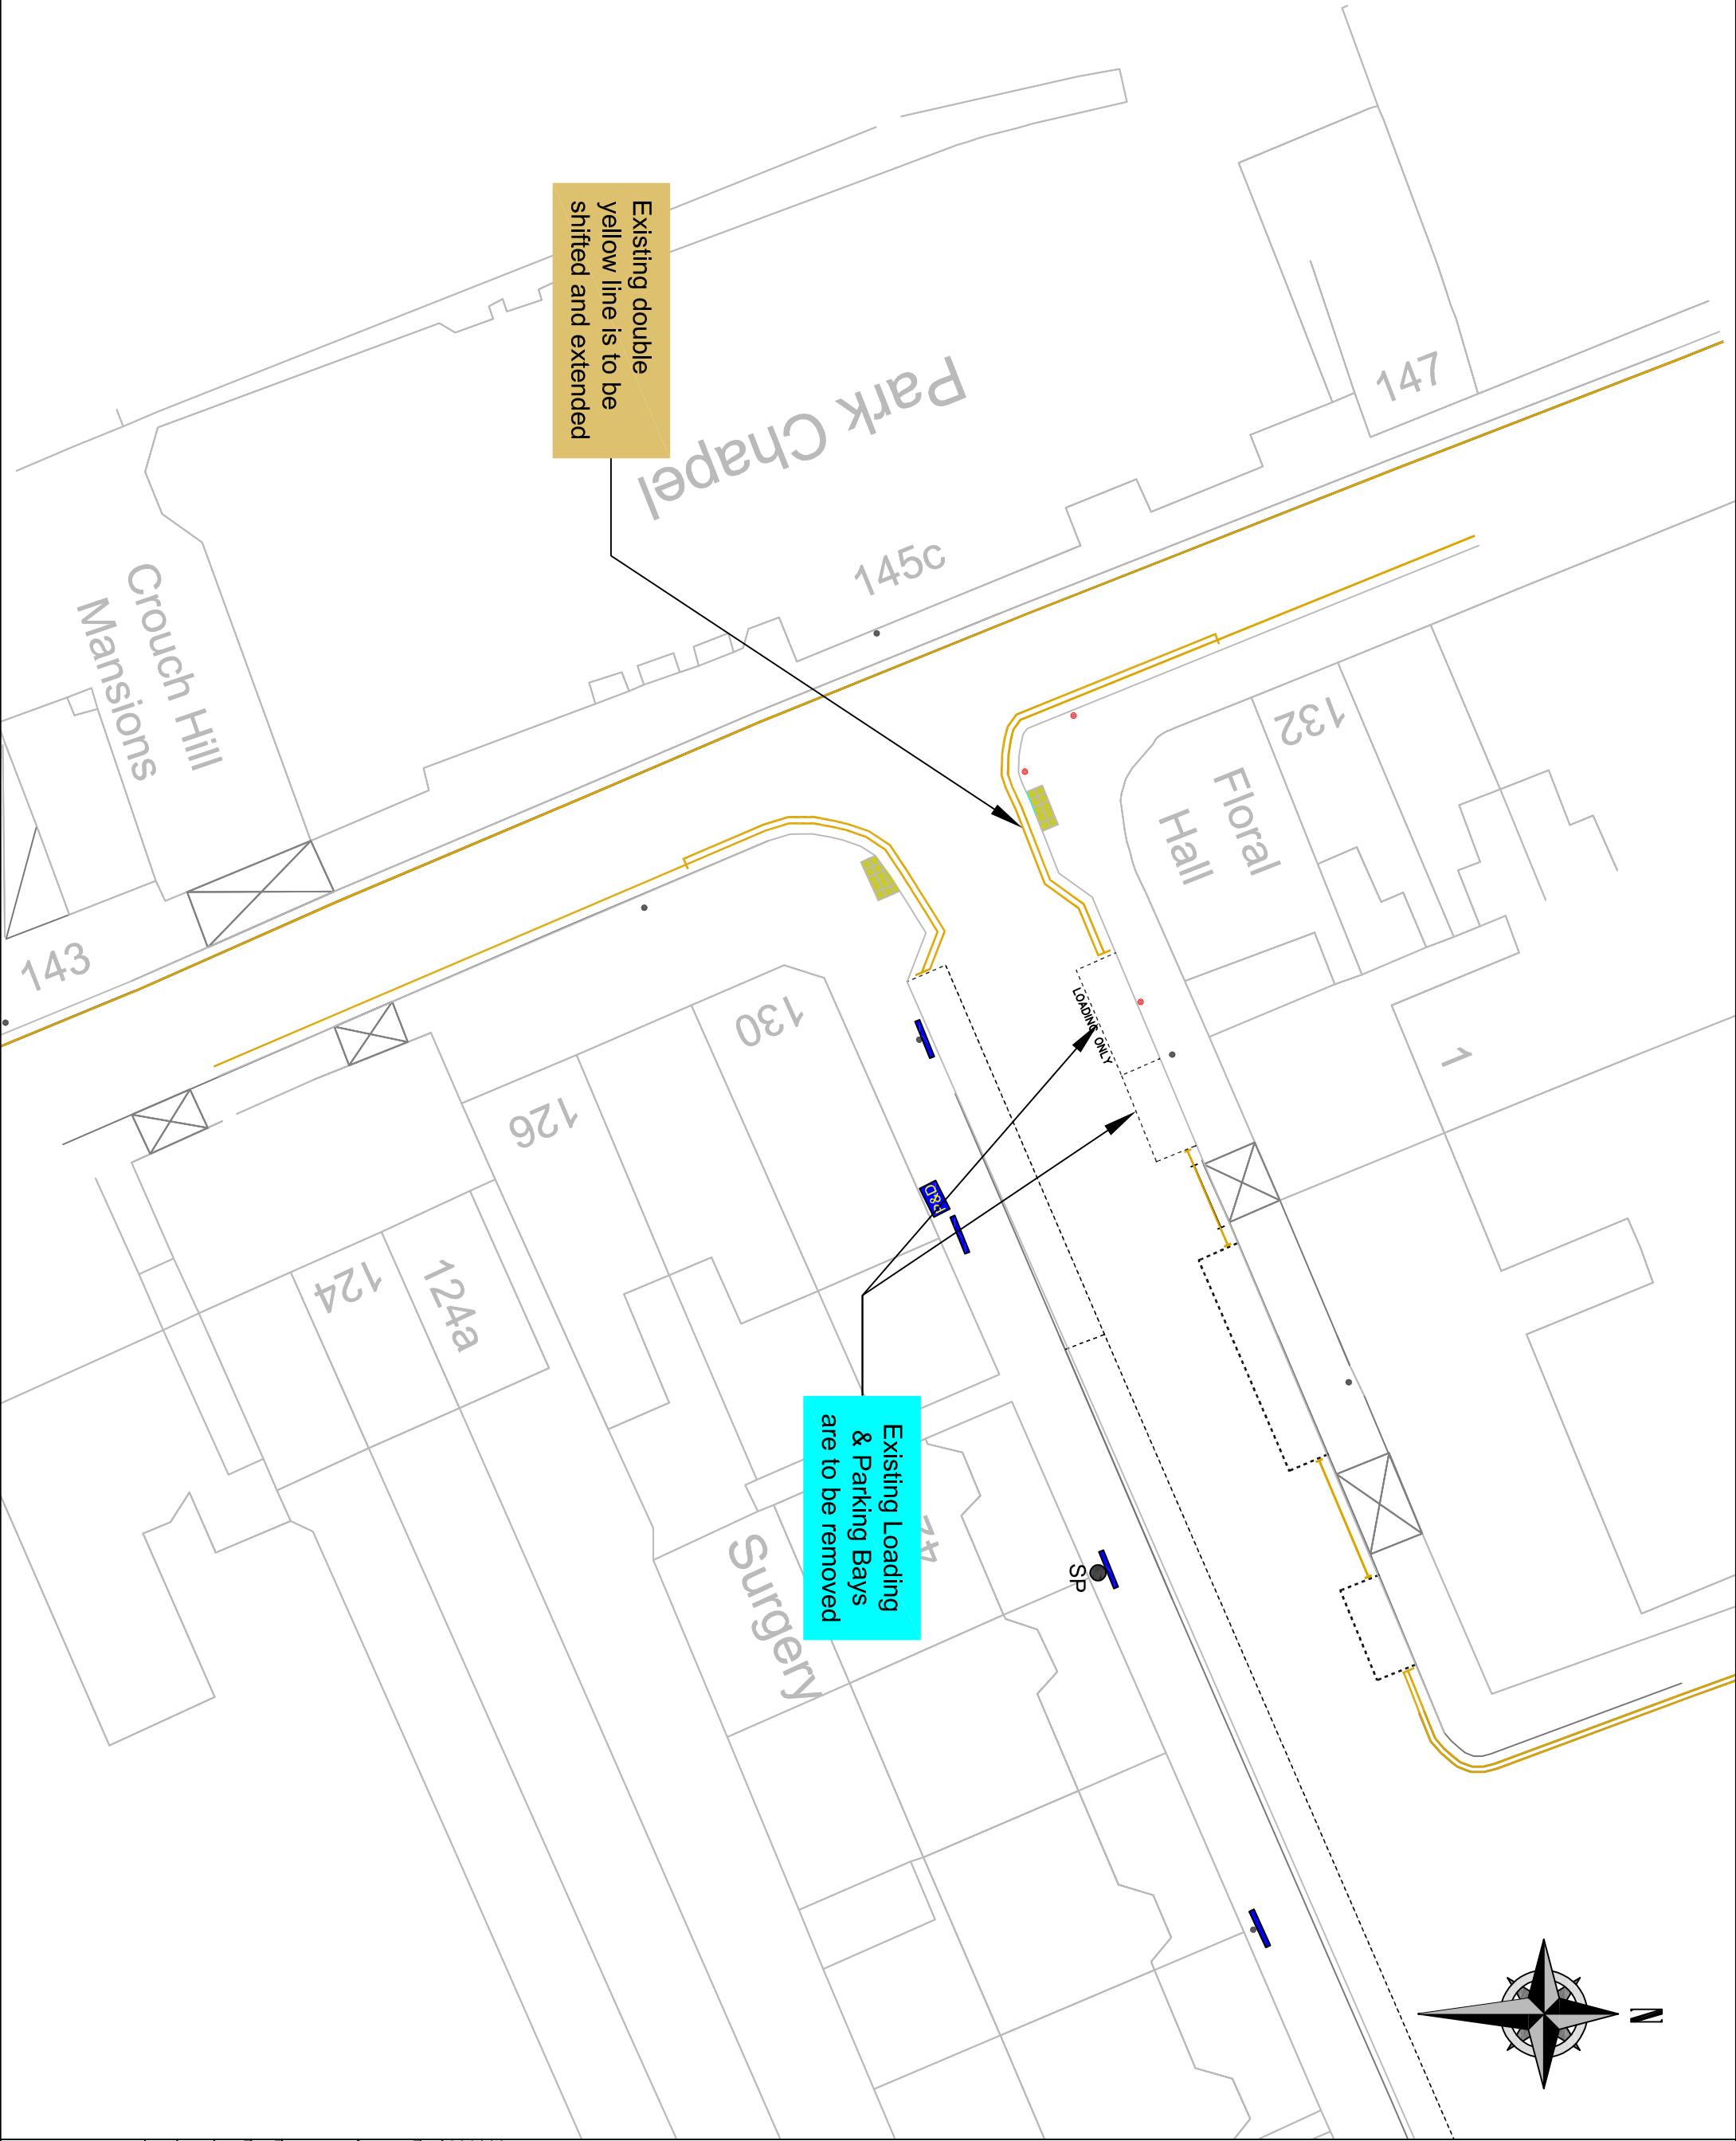 Existing double
yellow line is to be
shifted and extended
Park Chapel
147
145c
Crouch Hill
Mansions
143
132
Floral
Hall
LOADING ONLY
1
130
126
124
124a
P&D
Existing Loading
& Parking Bays
are to be removed
Surgery
SP
N